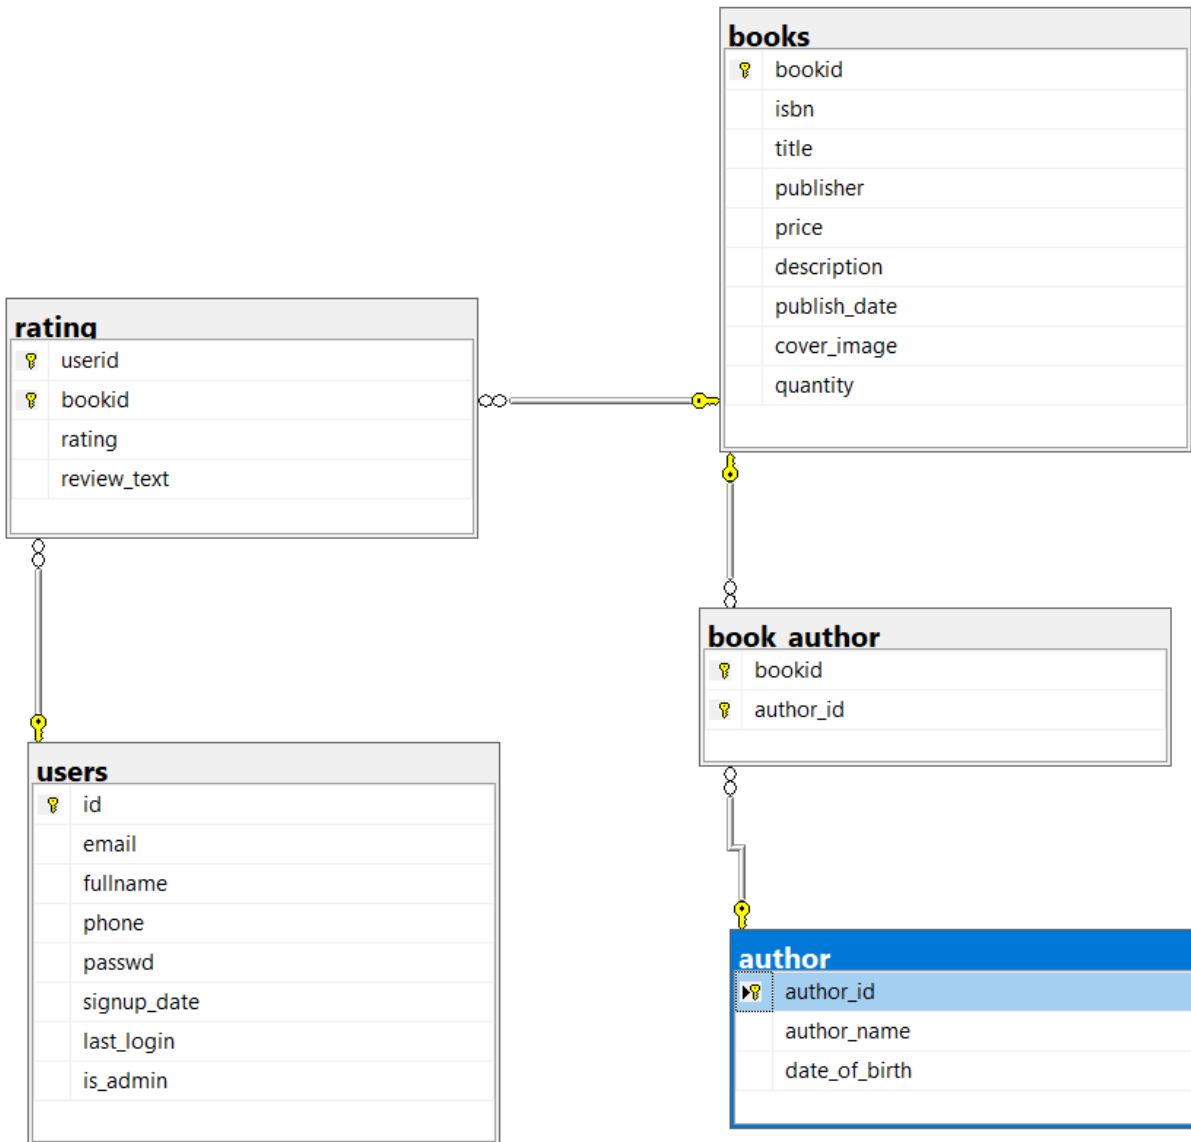 books
bookid
isbn
title
publisher
price
description
publish_date
cover_image
quantity
rating
userid
bookid
rating
review_text
book_author
bookid
author_id
users
id
email
fullname
phone
passwd
signup_date
last_login
is_admin
author
author_id
author_name
date_of_birth